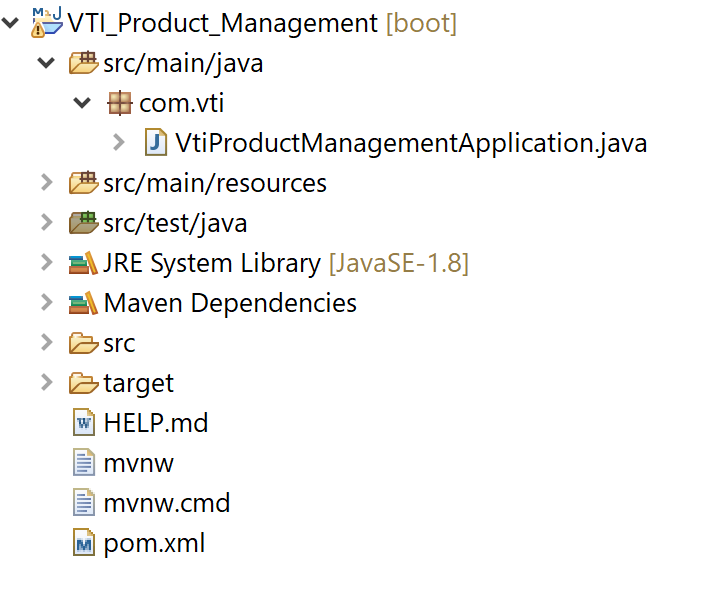 VTI_Product_Management [boot]
src/main/java
com.vti
VtiProductManagementApplication.java
src/main/resources
src/test/java
JRE System Library [JavaSE-1.8]
Maven Dependencies
src
target
HELP.md
mvnw
mvnw.cmd
pom.xml